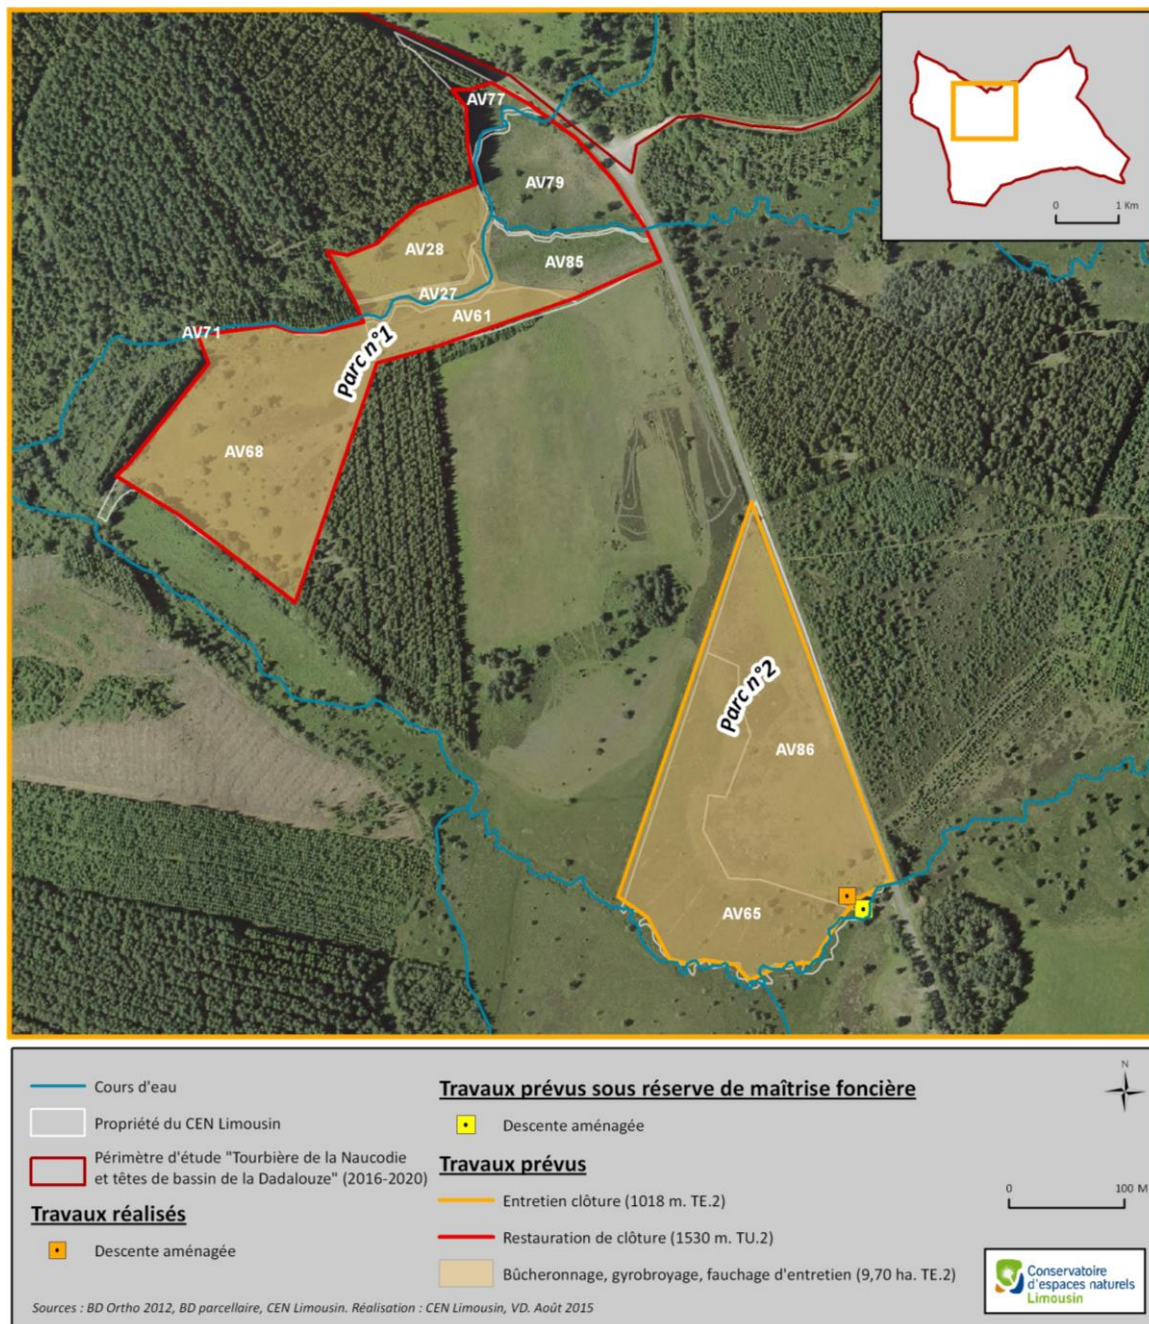 AV77
AV79
AV28
AV85
AV27
AV61
AV71
Parc n°1
AV68
Parc n°2
AV86
AV65
0 1 Km
Cours d'eau
Propriété du CEN Limousin
Périmètre d'étude "Tourbière de la Naucodie
et têtes de bassin de la Dadalouze" (2016-2020)
Travaux réalisés
Descente aménagée
Travaux prévus sous réserve de maîtrise foncière
Descente aménagée
Travaux prévus
Entretien clôture (1018 m. TE.2)
Restauration de clôture (1530 m. TU.2)
Bûcheronnage, gyrobroyage, fauchage d'entretien (9,70 ha. TE.2)
N
0 100 M
Conservatoire
d'espaces naturels
Limousin
Sources : BD Ortho 2012, BD parcellaire, CEN Limousin. Réalisation : CEN Limousin, VD. Août 2015